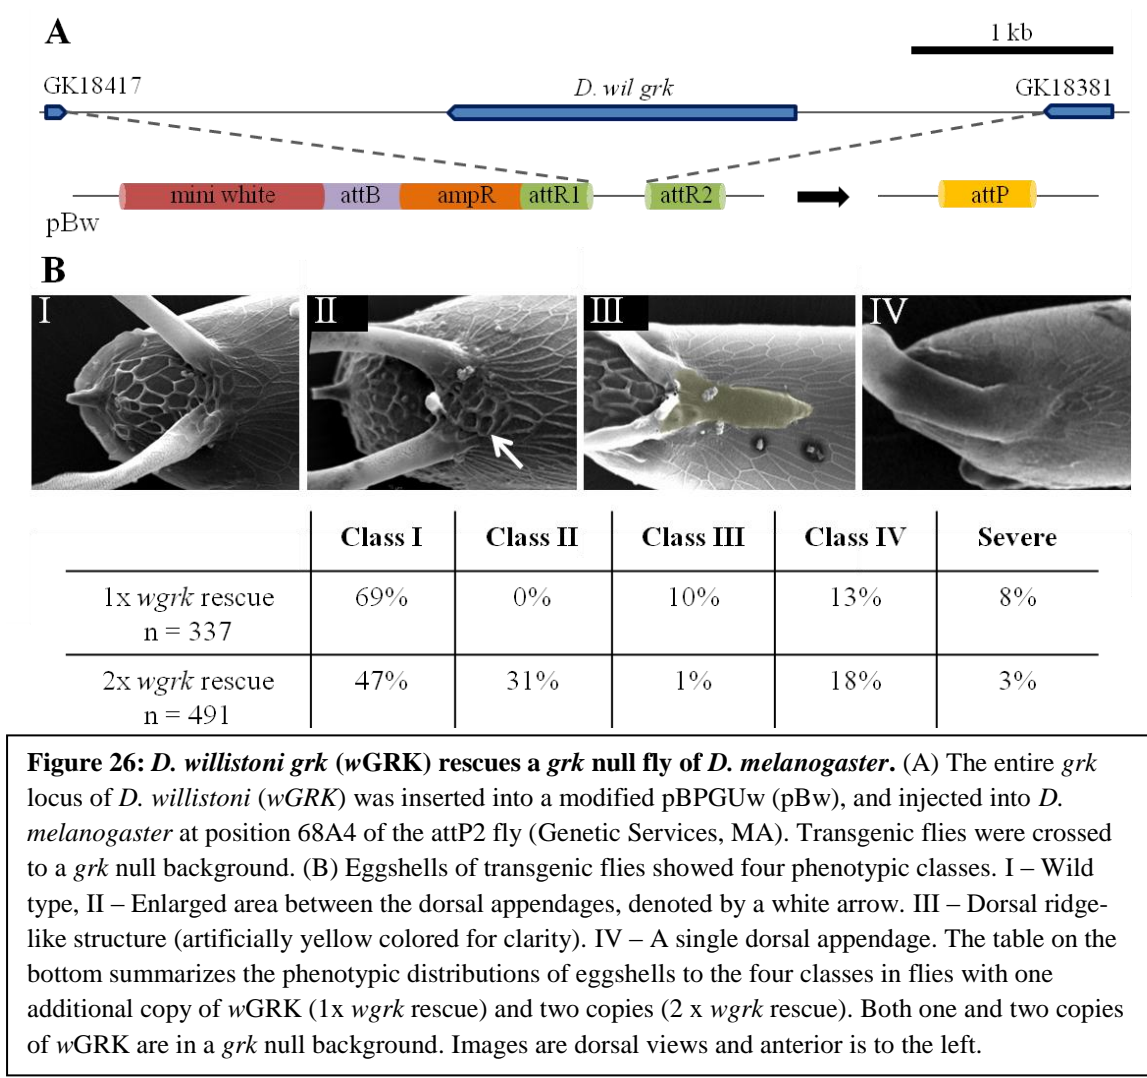 A
1 kb
GK18417
D. wil grk
GK18381
mini white
attB
ampR
attR1
attR2
attP
pBw
B
I
II
III
IV
Class I Class II Class III Class IV Severe
1x wgrk rescue
n = 337
69% 0% 10% 13% 8%
2x wgrk rescue
n = 491
47% 31% 1% 18% 3%
Figure 26: D. willistoni grk (wGRK) rescues a grk null fly of D. melanogaster. (A) The entire grk
locus of D. willistoni (wGRK) was inserted into a modified pBPGUw (pBw), and injected into D.
melanogaster at position 68A4 of the attP2 fly (Genetic Services, MA). Transgenic flies were crossed
to a grk null background. (B) Eggshells of transgenic flies showed four phenotypic classes. I – Wild
type, II – Enlarged area between the dorsal appendages, denoted by a white arrow. III – Dorsal ridge-
like structure (artificially yellow colored for clarity). IV – A single dorsal appendage. The table on the
bottom summarizes the phenotypic distributions of eggshells to the four classes in flies with one
additional copy of wGRK (1x wgrk rescue) and two copies (2 x wgrk rescue). Both one and two copies
of wGRK are in a grk null background. Images are dorsal views and anterior is to the left.